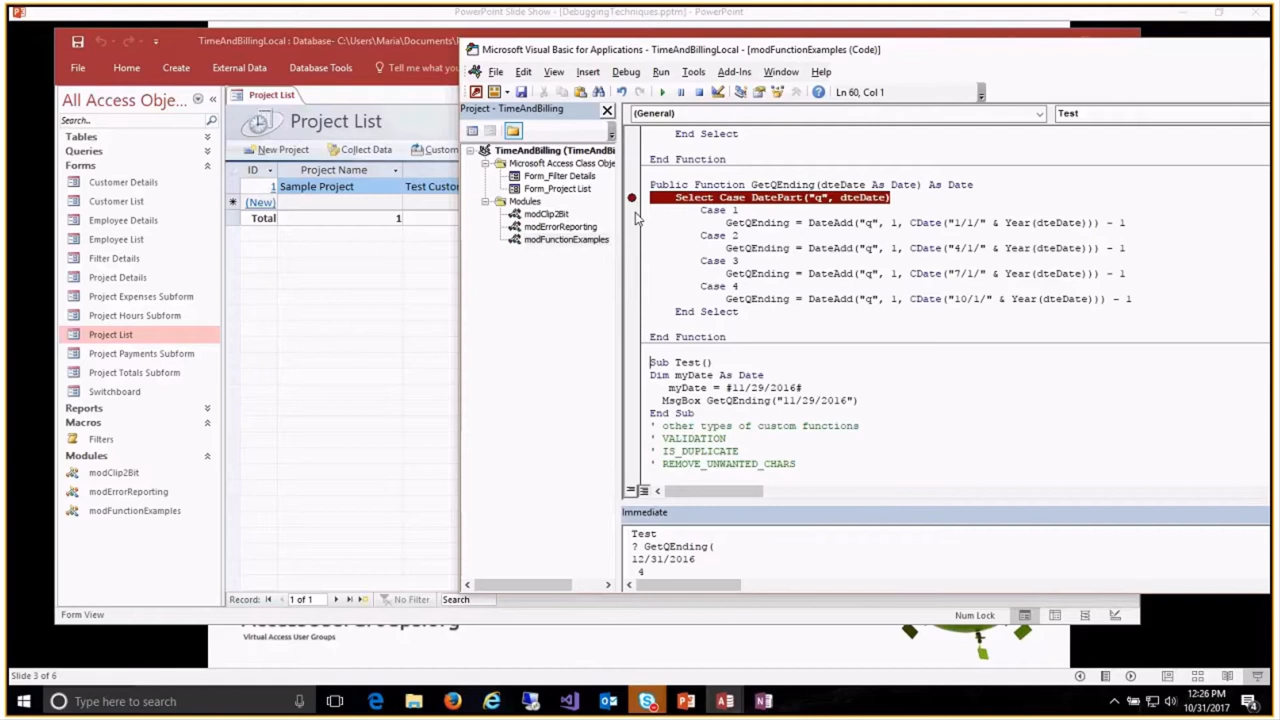 PowerPoint Slide Show - [DebuggingTechniques.pptm] - PowerPoint
TimeAndBillingLocal : Database- C:\Users\Maria\Documents\
File Home Create External Data Database Tools Tell me what you
All Access Obje...
Search..
Tables
Queries
Forms
Customer Details
Customer List
Employee Details
Employee List
Filter Details
Project Details
Project Expenses Subform
Project Hours Subform
Project List
Project Payments Subform
Project Totals Subform
Switchboard
Reports
Macros
Filters
Modules
modClip2Bit
modErrorReporting
modFunctionExamples
Project List
Project List
New Project Collect Data Custom
ID Project Name
1 Sample Project Test Custor
(New)
Total 1
Record: 1 of 1 No Filter Search
Form View
Num Lock
Microsoft Visual Basic for Applications - TimeAndBillingLocal - [modFunctionExamples (Code)]
File Edit View Insert Debug Run Tools Add-Ins Window Help
Ln 60, Col 1
Project - TimeAndBilling
TimeAndBilling (TimeAndBi
Microsoft Access Class Obje
Form_Filter Details
Form_Project List
Modules
modClip2Bit
modErrorReporting
modFunctionExamples
(General) Test
End Select
End Function
Public Function GetQEnding(dteDate As Date) As Date
Select Case DatePart("q", dteDate)
Case 1
GetQEnding = DateAdd("q", 1, CDate("1/1/" & Year(dteDate))) - 1
Case 2
GetQEnding = DateAdd("q", 1, CDate("4/1/" & Year(dteDate))) - 1
Case 3
GetQEnding = DateAdd("q", 1, CDate("7/1/" & Year(dteDate))) - 1
Case 4
GetQEnding = DateAdd("q", 1, CDate("10/1/" & Year(dteDate))) - 1
End Select
End Function
Sub Test()
Dim myDate As Date
myDate = #11/29/2016#
MsgBox GetQEnding("11/29/2016")
End Sub
' other types of custom functions
' VALIDATION
' IS_DUPLICATE
' REMOVE_UNWANTED_CHARS
Immediate
Test
? GetQEnding(
12/31/2016
4
Virtual Access User Groups
Slide 3 of 6
Type here to search
12:26 PM
10/31/2017
4